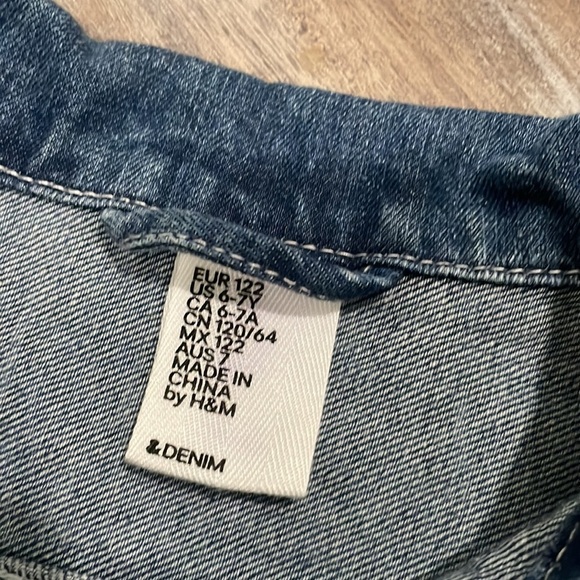 EUR 122
US 6-7Y
CA 6-7A
CN 120/64
MX 122
AUS 7
MADE IN
CHINA
by H&M
& DENIM